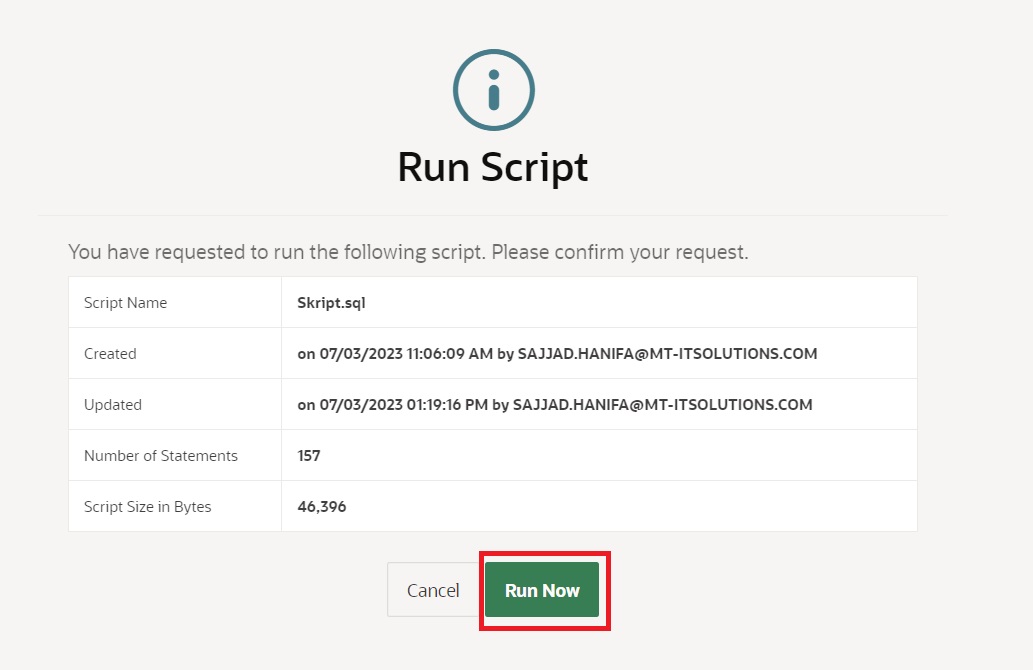 Run Script
You have requested to run the following script. Please confirm your request.
Script Name Skript.sql
Created on 07/03/2023 11:06:09 AM by SAJJAD.HANIFA@MT-ITSOLUTIONS.COM
Updated on 07/03/2023 01:19:16 PM by SAJJAD.HANIFA@MT-ITSOLUTIONS.COM
Number of Statements 157
Script Size in Bytes 46,396
Cancel Run Now